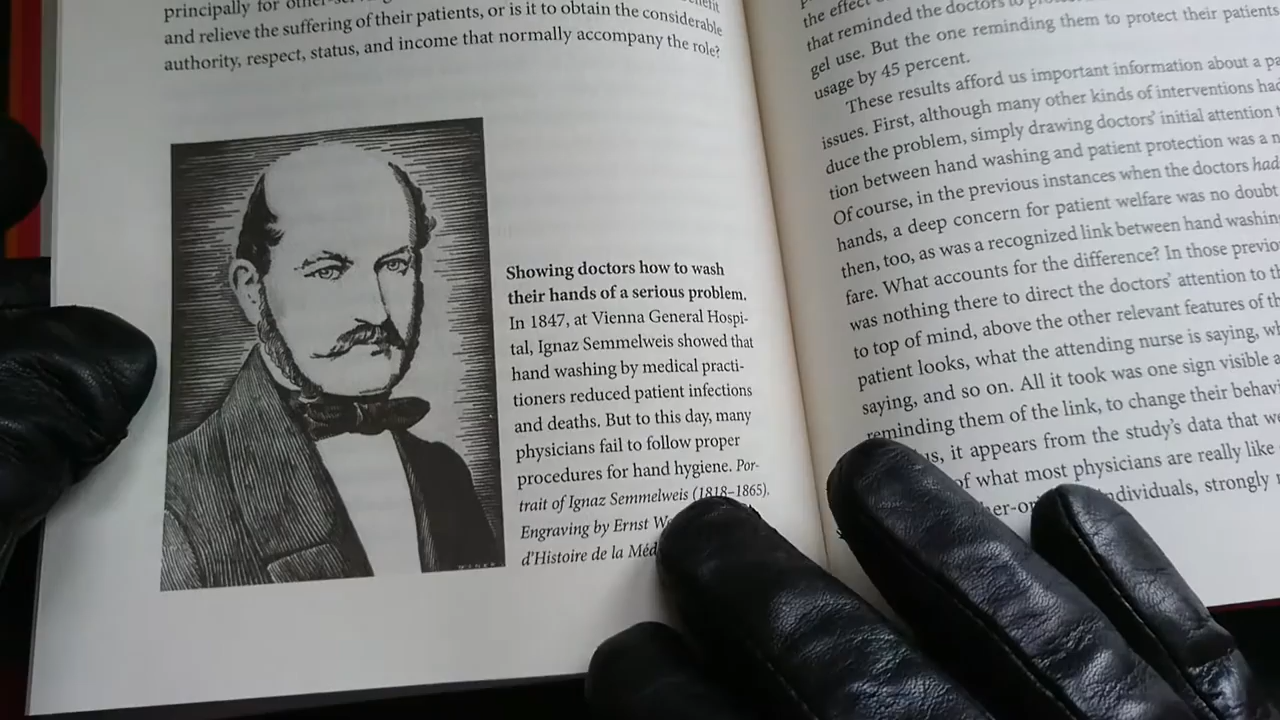 principally for
and relieve the suffering of their patients, or is it to obtain the considerable
authority, respect, status, and income that normally accompany the role?
Showing doctors how to wash
their hands of a serious problem.
In 1847, at Vienna General Hospi-
tal, Ignaz Semmelweis showed that
hand washing by medical practi-
tioners reduced patient infections
and deaths. But to this day, many
physicians fail to follow proper
procedures for hand hygiene. Por-
trait of Ignaz Semmelweis (1818–1865).
Engraving by Ernst
d'Histoire de la
the effect
that reminded the doctors to
gel use. But the one reminding them to protect their patients
usage by 45 percent.
These results afford us important information about a
issues. First, although many other kinds of interventions had
duce the problem, simply drawing doctors' initial attention
tion between hand washing and patient protection was a
Of course, in the previous instances when the doctors had
hands, a deep concern for patient welfare was no doubt
then, too, as was a recognized link between hand
fare. What accounts for the difference? In those
was nothing there to direct the doctors' attention to
to top of mind, above the other relevant features of
patient looks, what the attending nurse is saying,
saying, and so on. All it took was one sign visible
reminding them of the link, to change their
it appears from the study's data that
of what most physicians are really like
strongly